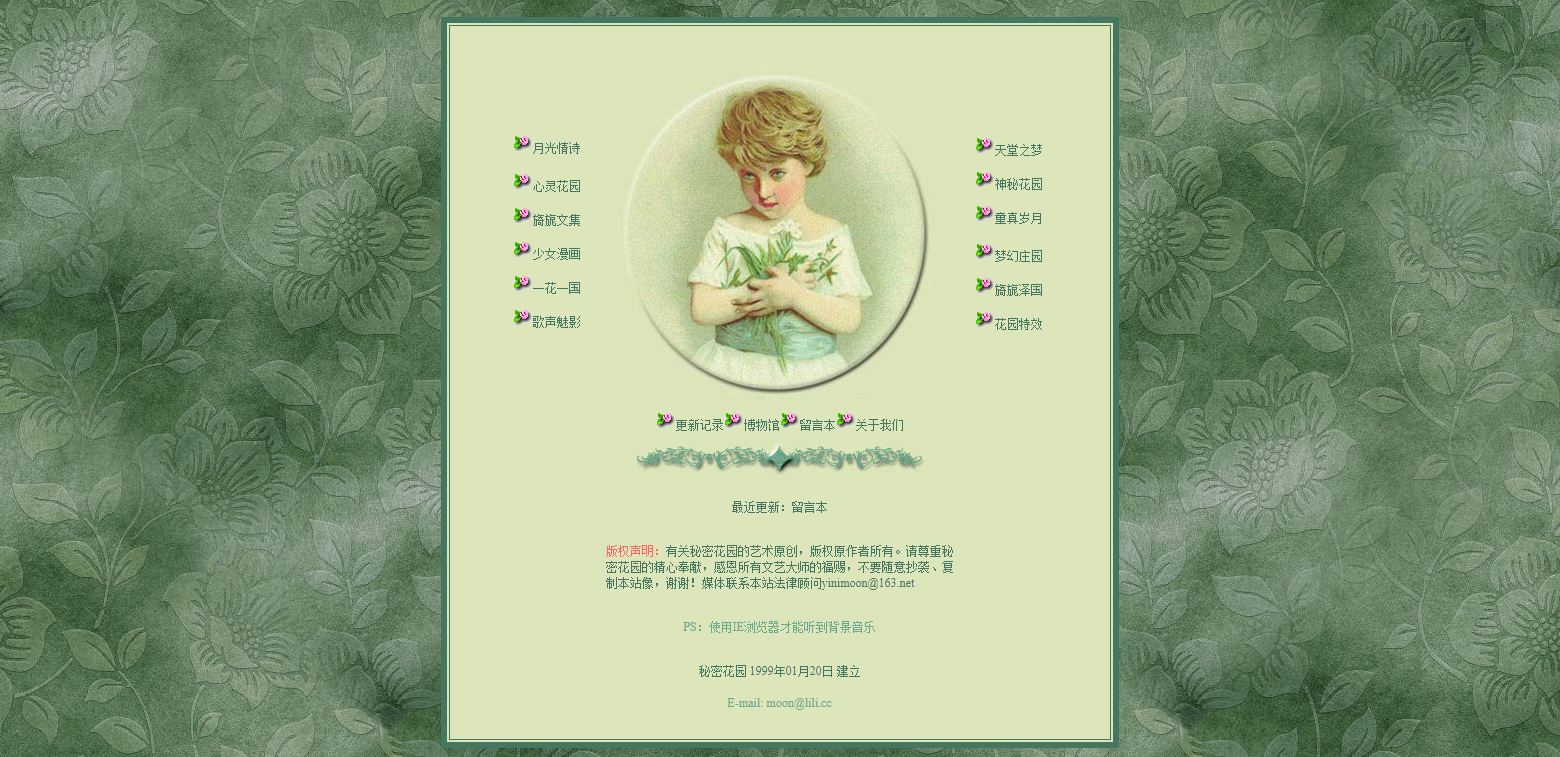 月光情诗
心灵花园
旖旎文集
少女漫画
一花一国
歌声魅影
天堂之梦
神秘花园
童真岁月
梦幻庄园
旖旎泽国
花园特效
更新记录 博物馆 留言本 关于我们
最近更新：留言本
版权声明：有关秘密花园的艺术原创，版权原作者所有。请尊重秘
密花园的精心奉献，感恩所有文艺大师的福赐，不要随意抄袭、复
制本站像，谢谢！媒体联系本站法律顾问yinimoon@163.net
PS：使用IE浏览器才能听到背景音乐
秘密花园 1999年01月20日 建立
E-mail: moon@lili.cc